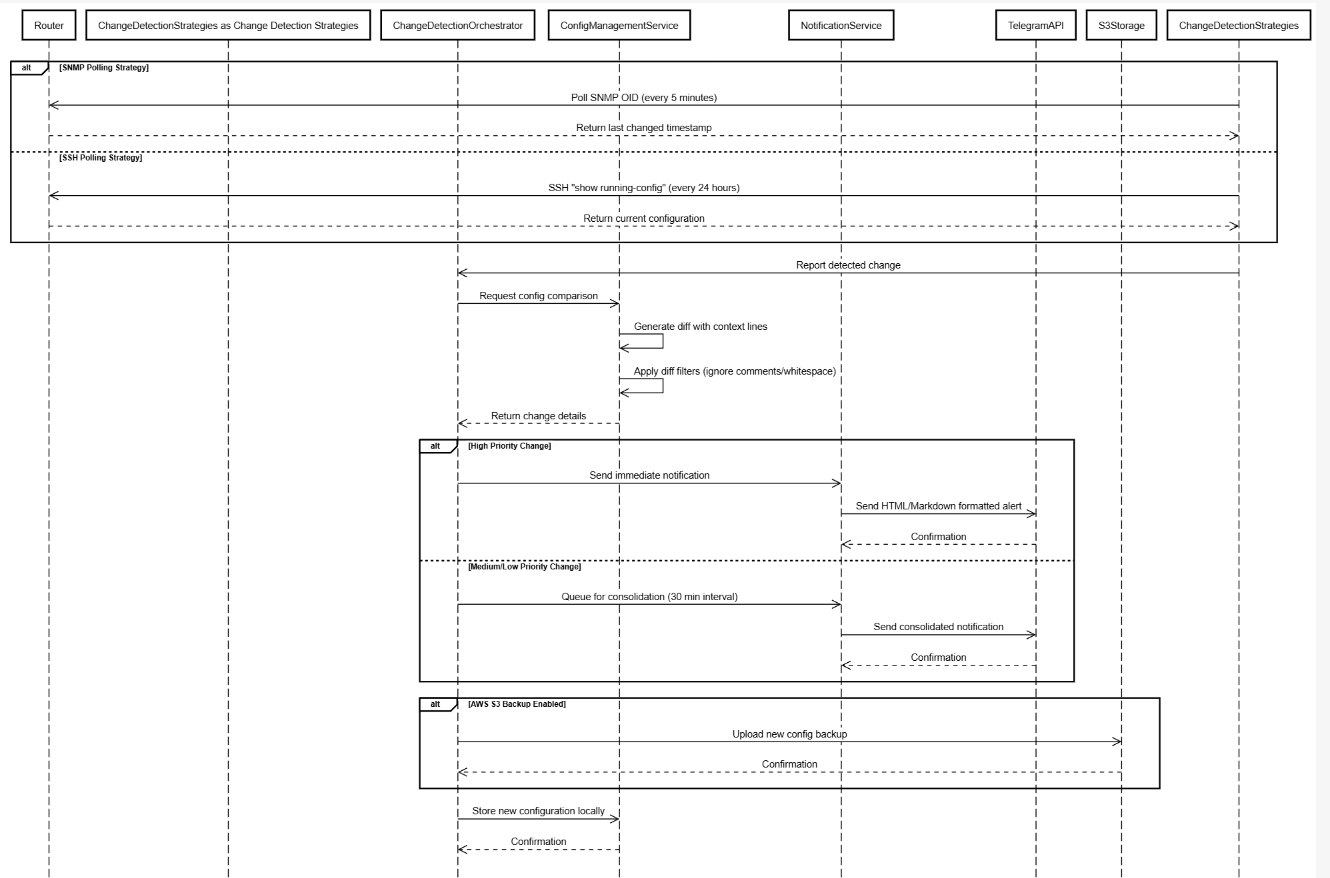 Router
ChangeDetectionStrategies as Change Detection Strategies
ChangeDetectionOrchestrator
ConfigManagementService
NotificationService
TelegramAPI
S3Storage
ChangeDetectionStrategies
alt
[SNMP Polling Strategy]
Poll SNMP OID (every 5 minutes)
Return last changed timestamp
[SSH Polling Strategy]
SSH "show running-config" (every 24 hours)
Return current configuration
Report detected change
Request config comparison
Generate diff with context lines
Apply diff filters (ignore comments/whitespace)
Return change details
alt
[High Priority Change]
Send immediate notification
Send HTML/Markdown formatted alert
Confirmation
[Medium/Low Priority Change]
Queue for consolidation (30 min interval)
Send consolidated notification
Confirmation
alt
[AWS S3 Backup Enabled]
Upload new config backup
Confirmation
Store new configuration locally
Confirmation